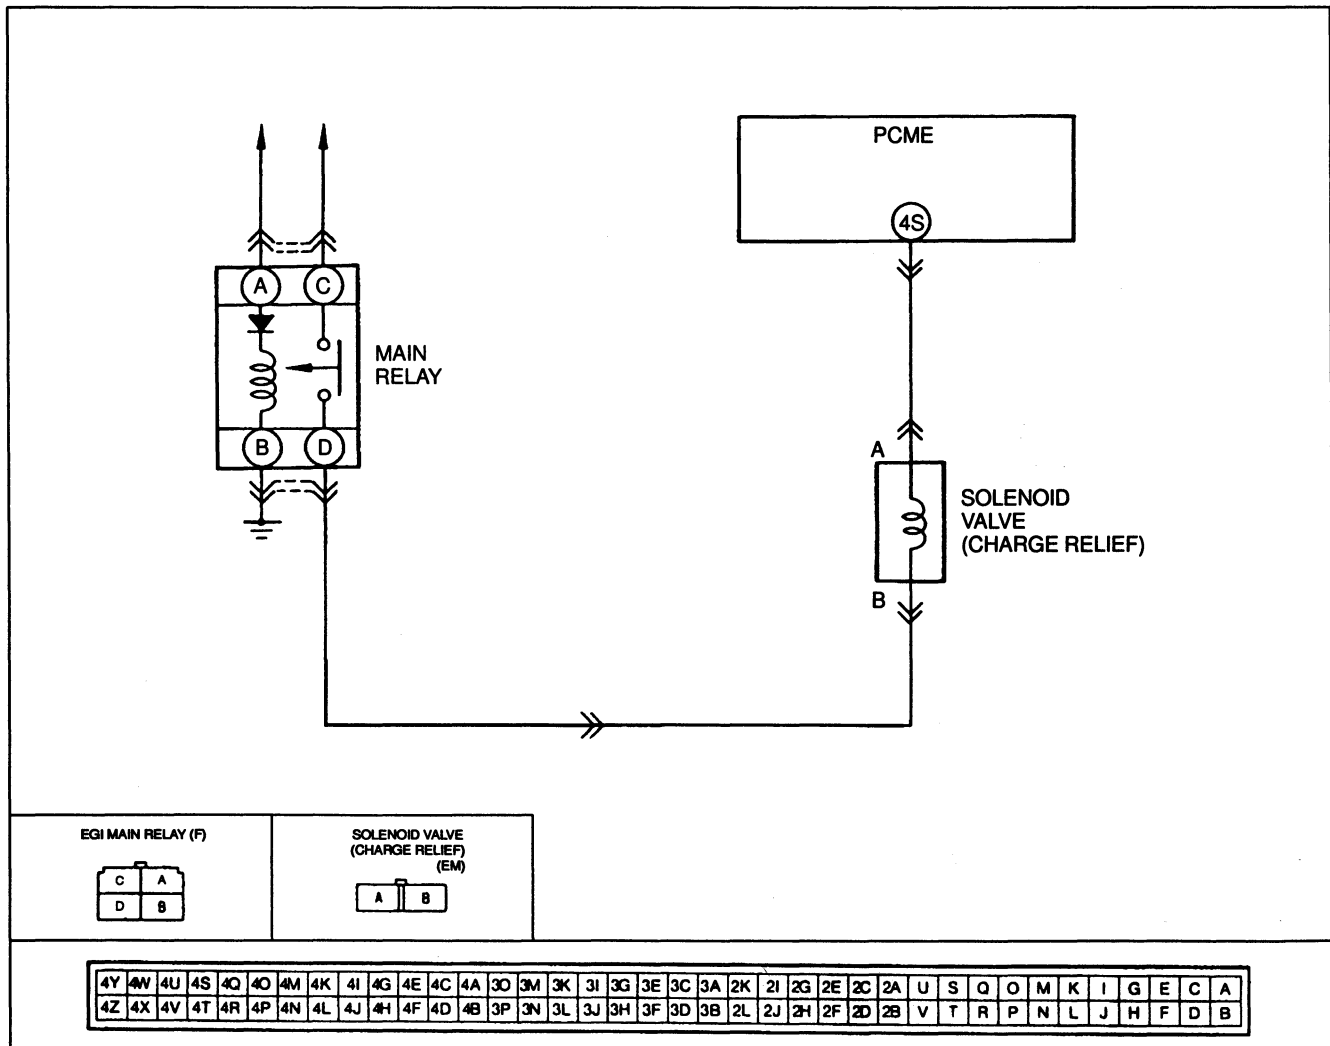 PCME
4S
A C
MAIN
RELAY
B D
A
SOLENOID
VALVE
(CHARGE RELIEF)
B
EGI MAIN RELAY (F)
C A
D B
SOLENOID VALVE
(CHARGE RELIEF)
(EM)
A B
4Y 4W 4U 4S 4Q 4O 4M 4K 4I 4G 4E 4C 4A 3O 3M 3K 3I 3G 3E 3C 3A 2K 2I 2G 2E 2C 2A U S Q O M K I G E C A
4Z 4X 4V 4T 4R 4P 4N 4L 4J 4H 4F 4D 4B 3P 3N 3L 3J 3H 3F 3D 3B 2L 2J 2H 2F 2D 2B V T R P N L J H F D B